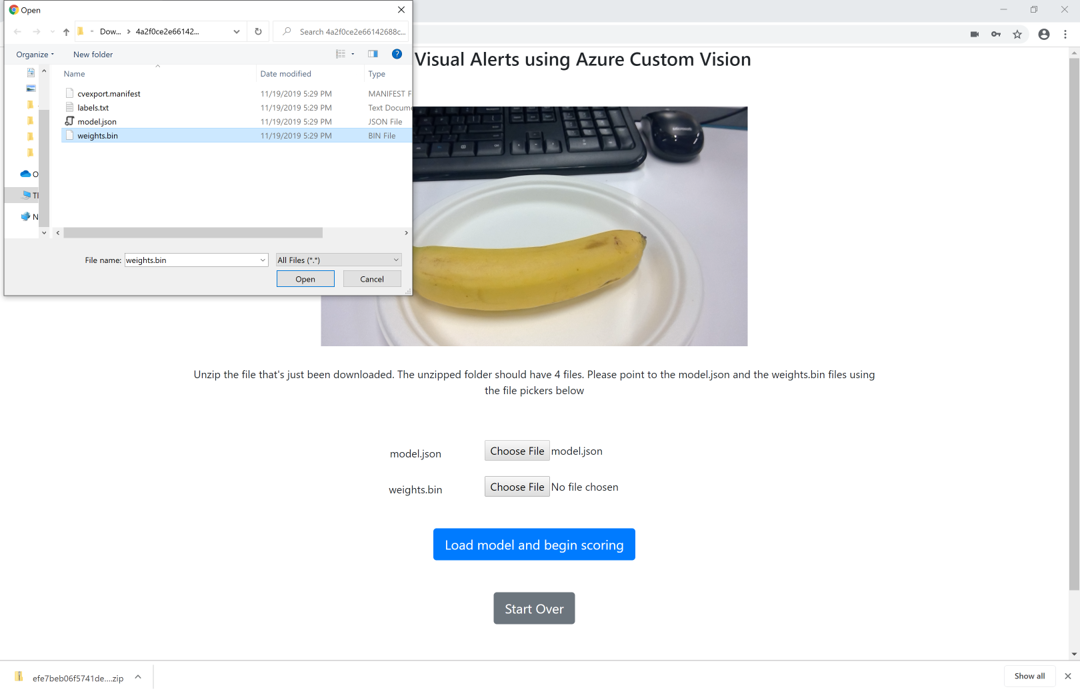 Open
Dow... > 4a2f0ce2e66142...
Search 4a2f0ce2e66142688c...
Organize
New folder
Name
Date modified
Type
cvexport.manifest
11/19/2019 5:29 PM
MANIFEST F
labels.txt
11/19/2019 5:29 PM
Text Docum
model.json
11/19/2019 5:29 PM
JSON File
weights.bin
11/19/2019 5:29 PM
BIN File
O
TI
N
File name: weights.bin
All Files (*.*)
Open
Cancel
Visual Alerts using Azure Custom Vision
Unzip the file that's just been downloaded. The unzipped folder should have 4 files. Please point to the model.json and the weights.bin files using
the file pickers below
model.json
Choose File model.json
weights.bin
Choose File No file chosen
Load model and begin scoring
Start Over
efe7beb06f5741de....zip
Show all